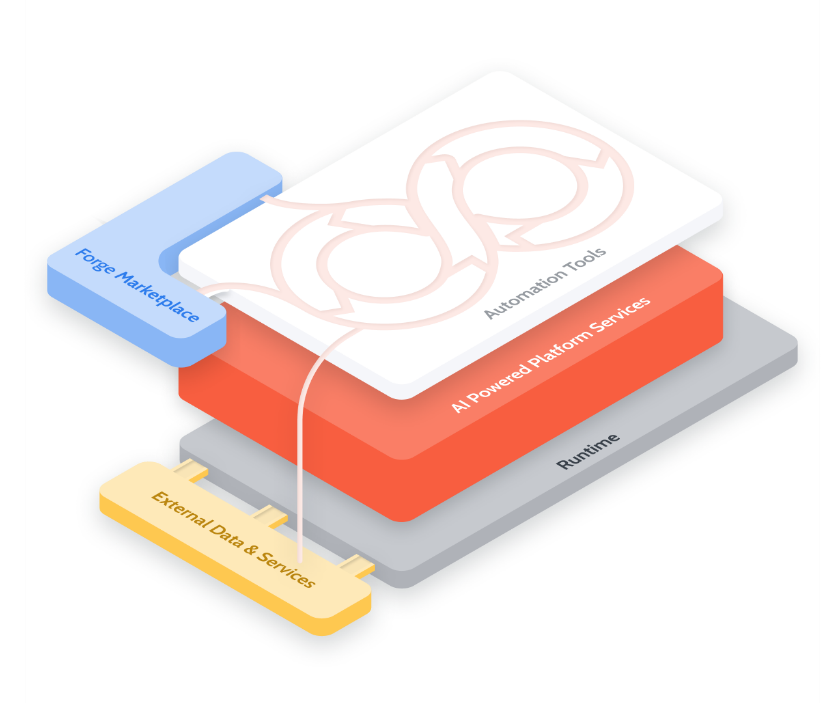 Forge Marketplace
Automation Tools
AI Powered Platform Services
Runtime
External Data & Services